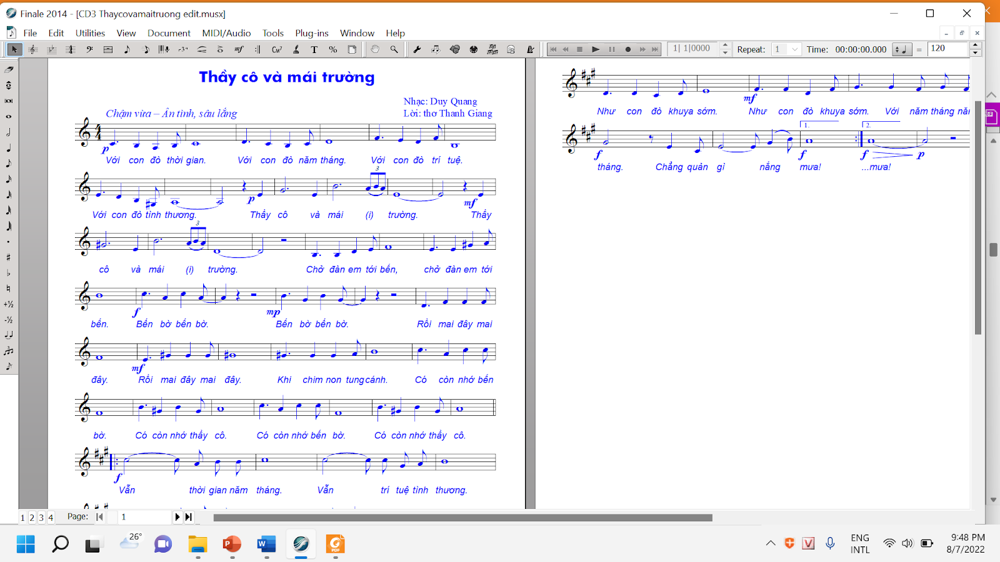 Finale 2014 - [CD3 Thaycovamaitruong edit.musx]
File Edit Utilities View Document MIDI/Audio Tools Plug-ins Window Help
1| 1|0000 Repeat: 1 Time: 00:00:00.000 = 120
Thầy cô và mái trường
Nhạc: Duy Quang
Chậm vừa – Ân tình, sâu lắng
Lời: thơ Thanh Giang
p
Với con đò thời gian. Với con đò năm tháng. Với con đò trí tuệ.
3
p mf
Với con đò tình thương. Thầy cô và mái (i) trường. Thầy
3
cô và mái (i) trường. Chở đàn em tới bến, chở đàn em tới
f mp
bến. Bến bờ bến bờ. Bến bờ bến bờ. Rồi mai đây mai
mf
đây. Rồi mai đây mai đây. Khi chim non tung cánh. Có còn nhớ bến
bờ. Có còn nhớ thầy cô. Có còn nhớ bến bờ. Có còn nhớ thầy cô.
f
Vẫn thời gian năm tháng. Vẫn trí tuệ tình thương.
mf
Như con đò khuya sớm. Như con đò khuya sớm. Với năm tháng
1. 2.
f f f p
tháng. Chẳng quản gì nắng mưa! ...mưa!
1 2 3 4 Page: 1
26°
ENG
INTL
9:48 PM
8/7/2022